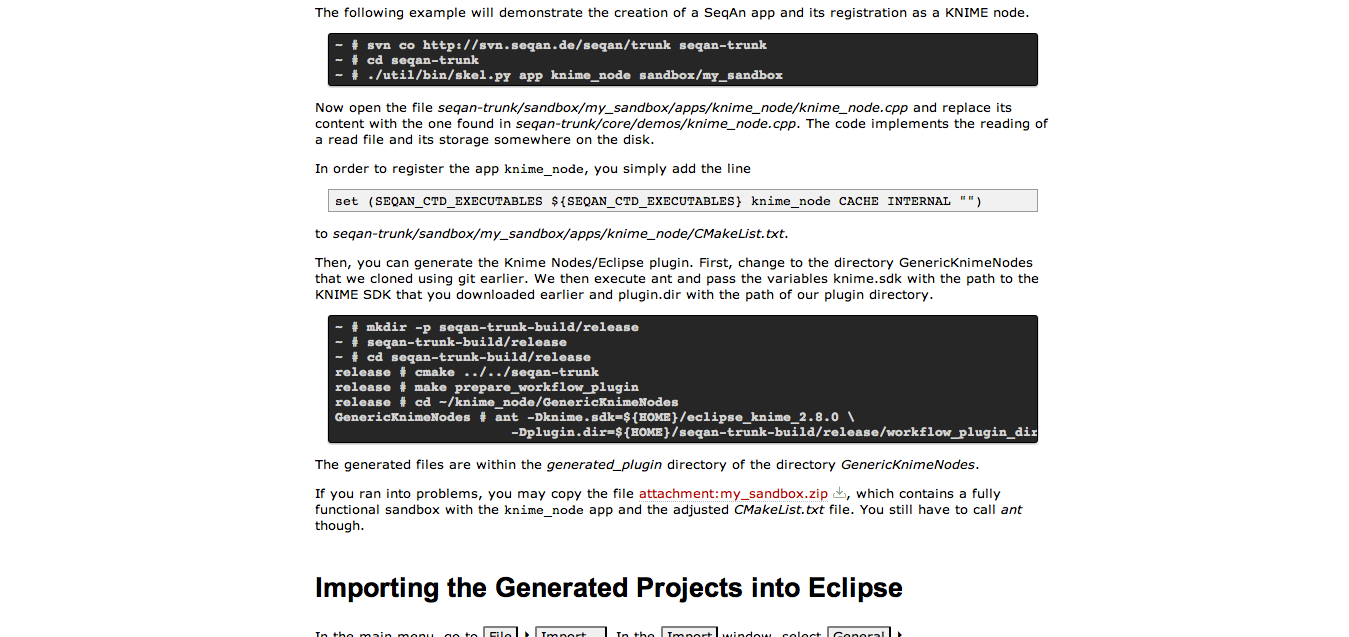 The following example will demonstrate the creation of a SeqAn app and its registration as a KNIME node.
~ # svn co http://svn.seqan.de/seqan/trunk seqan-trunk
~ # cd seqan-trunk
~ # ./util/bin/skel.py app knime_node sandbox/my_sandbox
Now open the file seqan-trunk/sandbox/my_sandbox/apps/knime_node/knime_node.cpp and replace its
content with the one found in seqan-trunk/core/demos/knime_node.cpp. The code implements the reading of
a read file and its storage somewhere on the disk.
In order to register the app knime_node, you simply add the line
set (SEQAN_CTD_EXECUTABLES ${SEQAN_CTD_EXECUTABLES} knime_node CACHE INTERNAL "")
to seqan-trunk/sandbox/my_sandbox/apps/knime_node/CMakeList.txt.
Then, you can generate the Knime Nodes/Eclipse plugin. First, change to the directory GenericKnimeNodes
that we cloned using git earlier. We then execute ant and pass the variables knime.sdk with the path to the
KNIME SDK that you downloaded earlier and plugin.dir with the path of our plugin directory.
~ # mkdir -p seqan-trunk-build/release
~ # seqan-trunk-build/release
~ # cd seqan-trunk-build/release
release # cmake ../../seqan-trunk
release # make prepare_workflow_plugin
release # cd ~/knime_node/GenericKnimeNodes
GenericKnimeNodes # ant -Dknime.sdk=${HOME}/eclipse_knime_2.8.0 \
-Dplugin.dir=${HOME}/seqan-trunk-build/release/workflow_plugin_dir
The generated files are within the generated_plugin directory of the directory GenericKnimeNodes.
If you ran into problems, you may copy the file attachment:my_sandbox.zip, which contains a fully
functional sandbox with the knime_node app and the adjusted CMakeList.txt file. You still have to call ant
though.
Importing the Generated Projects into Eclipse
In the main menu, go to File Import... In the Import window, select General